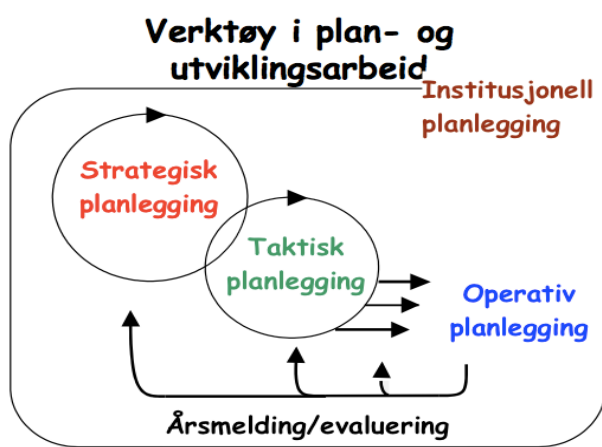 Verktøy i plan- og
utviklingsarbeid
Institusjonell
planlegging
Strategisk
planlegging
Taktisk
planlegging
Operativ
planlegging
Årsmelding/evaluering